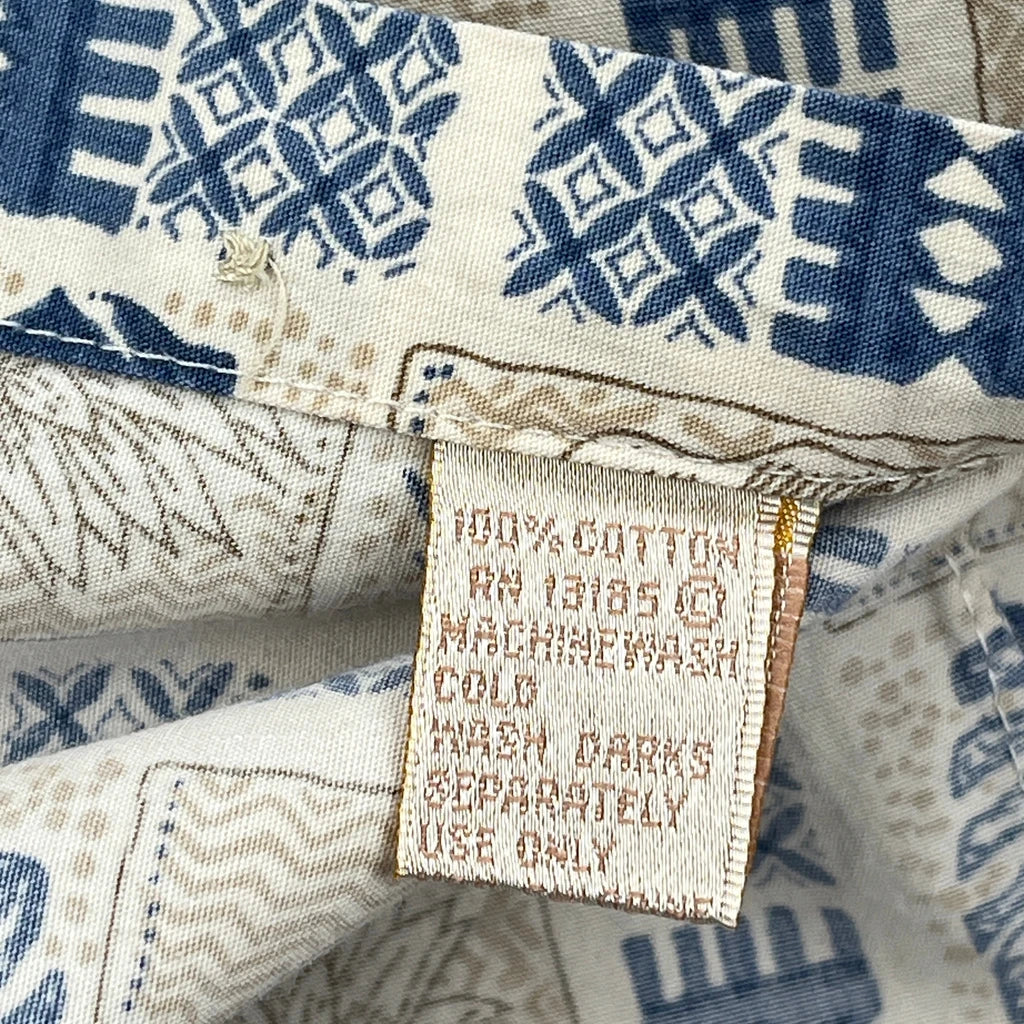 100% COTTON
RN 13185 ©
MACHINE WASH
COLD
WASH DARKS
SEPARATELY
USE ONLY